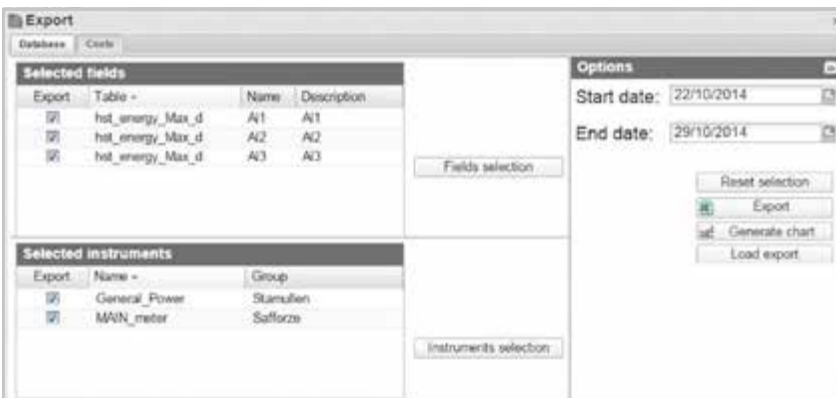 Export
Database Costs
Selected fields
Export Table Name Description
hst_energy_Max_d AI1 AI1
hst_energy_Max_d AI2 AI2
hst_energy_Max_d AI3 AI3
Fields selection
Selected instruments
Export Name Group
General_Power Stamullen
MAIN_meter Safforze
Instruments selection
Options
Start date: 22/10/2014
End date: 29/10/2014
Reset selection
Export
Generate chart
Load export